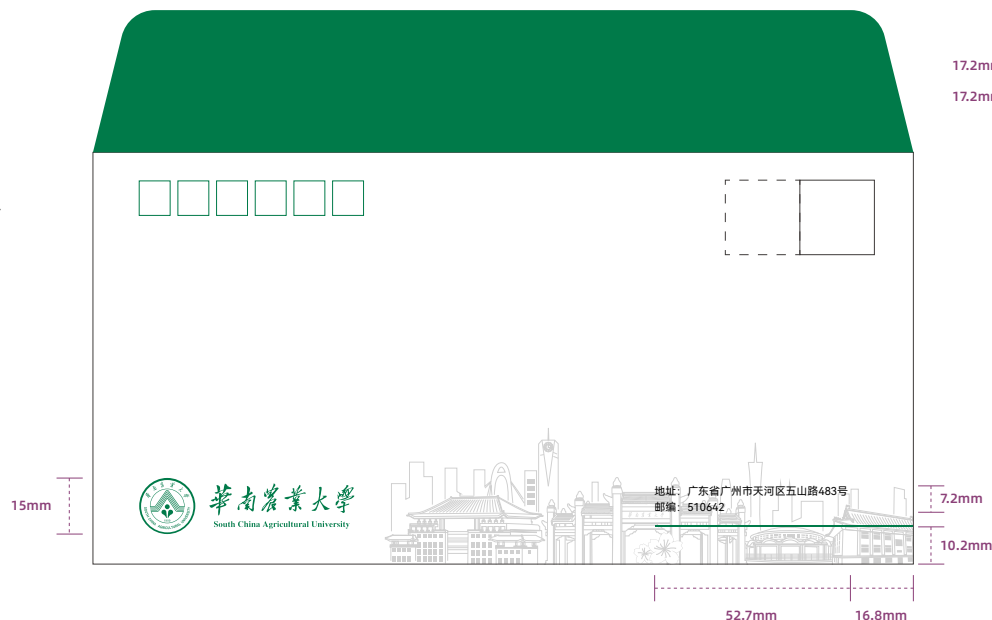 17.2m
17.2m
華南農業大學
South China Agricultural University
地址：广东省广州市天河区五山路483号
邮编：510642
15mm
7.2mm
10.2mm
52.7mm
16.8mm